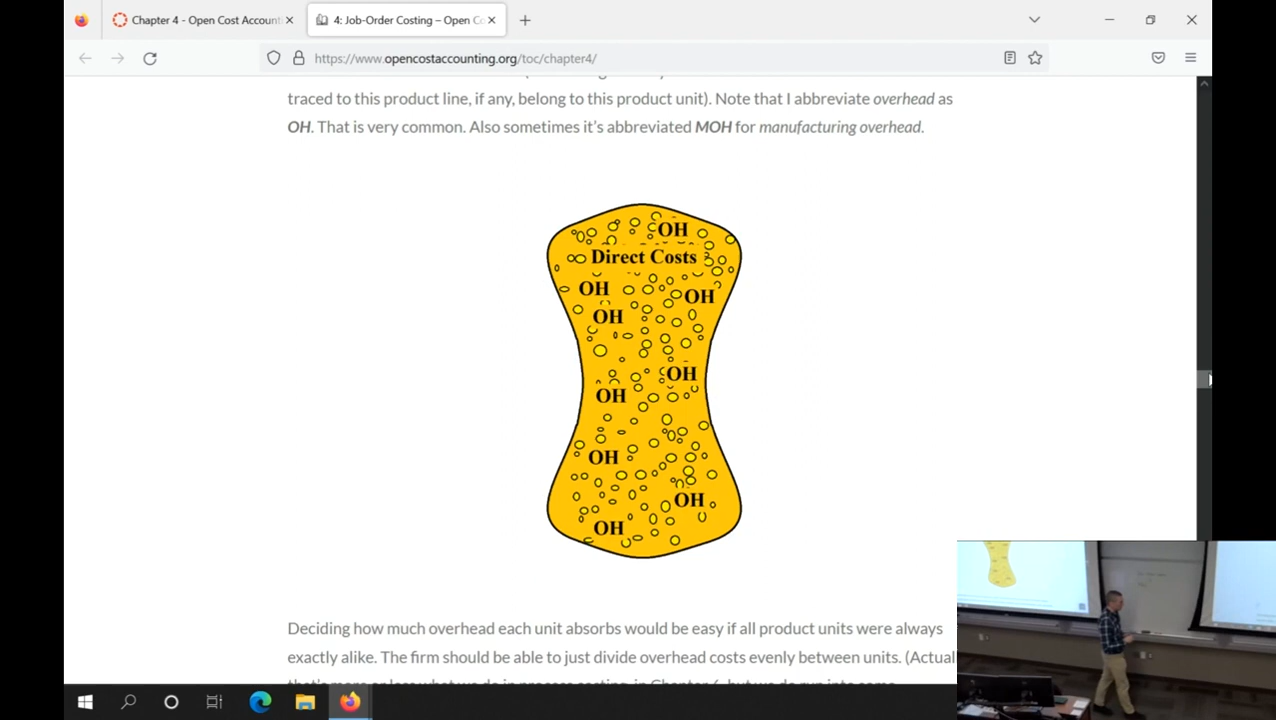 Chapter 4 - Open Cost Account
4: Job-Order Costing – Open Co
https://www.opencostaccounting.org/toc/chapter4/
traced to this product line, if any, belong to this product unit). Note that I abbreviate overhead as
OH. That is very common. Also sometimes it's abbreviated MOH for manufacturing overhead.
OH
Direct Costs
OH
OH
OH
OH
OH
OH
OH
OH
Deciding how much overhead each unit absorbs would be easy if all product units were always
exactly alike. The firm should be able to just divide overhead costs evenly between units. (Actual